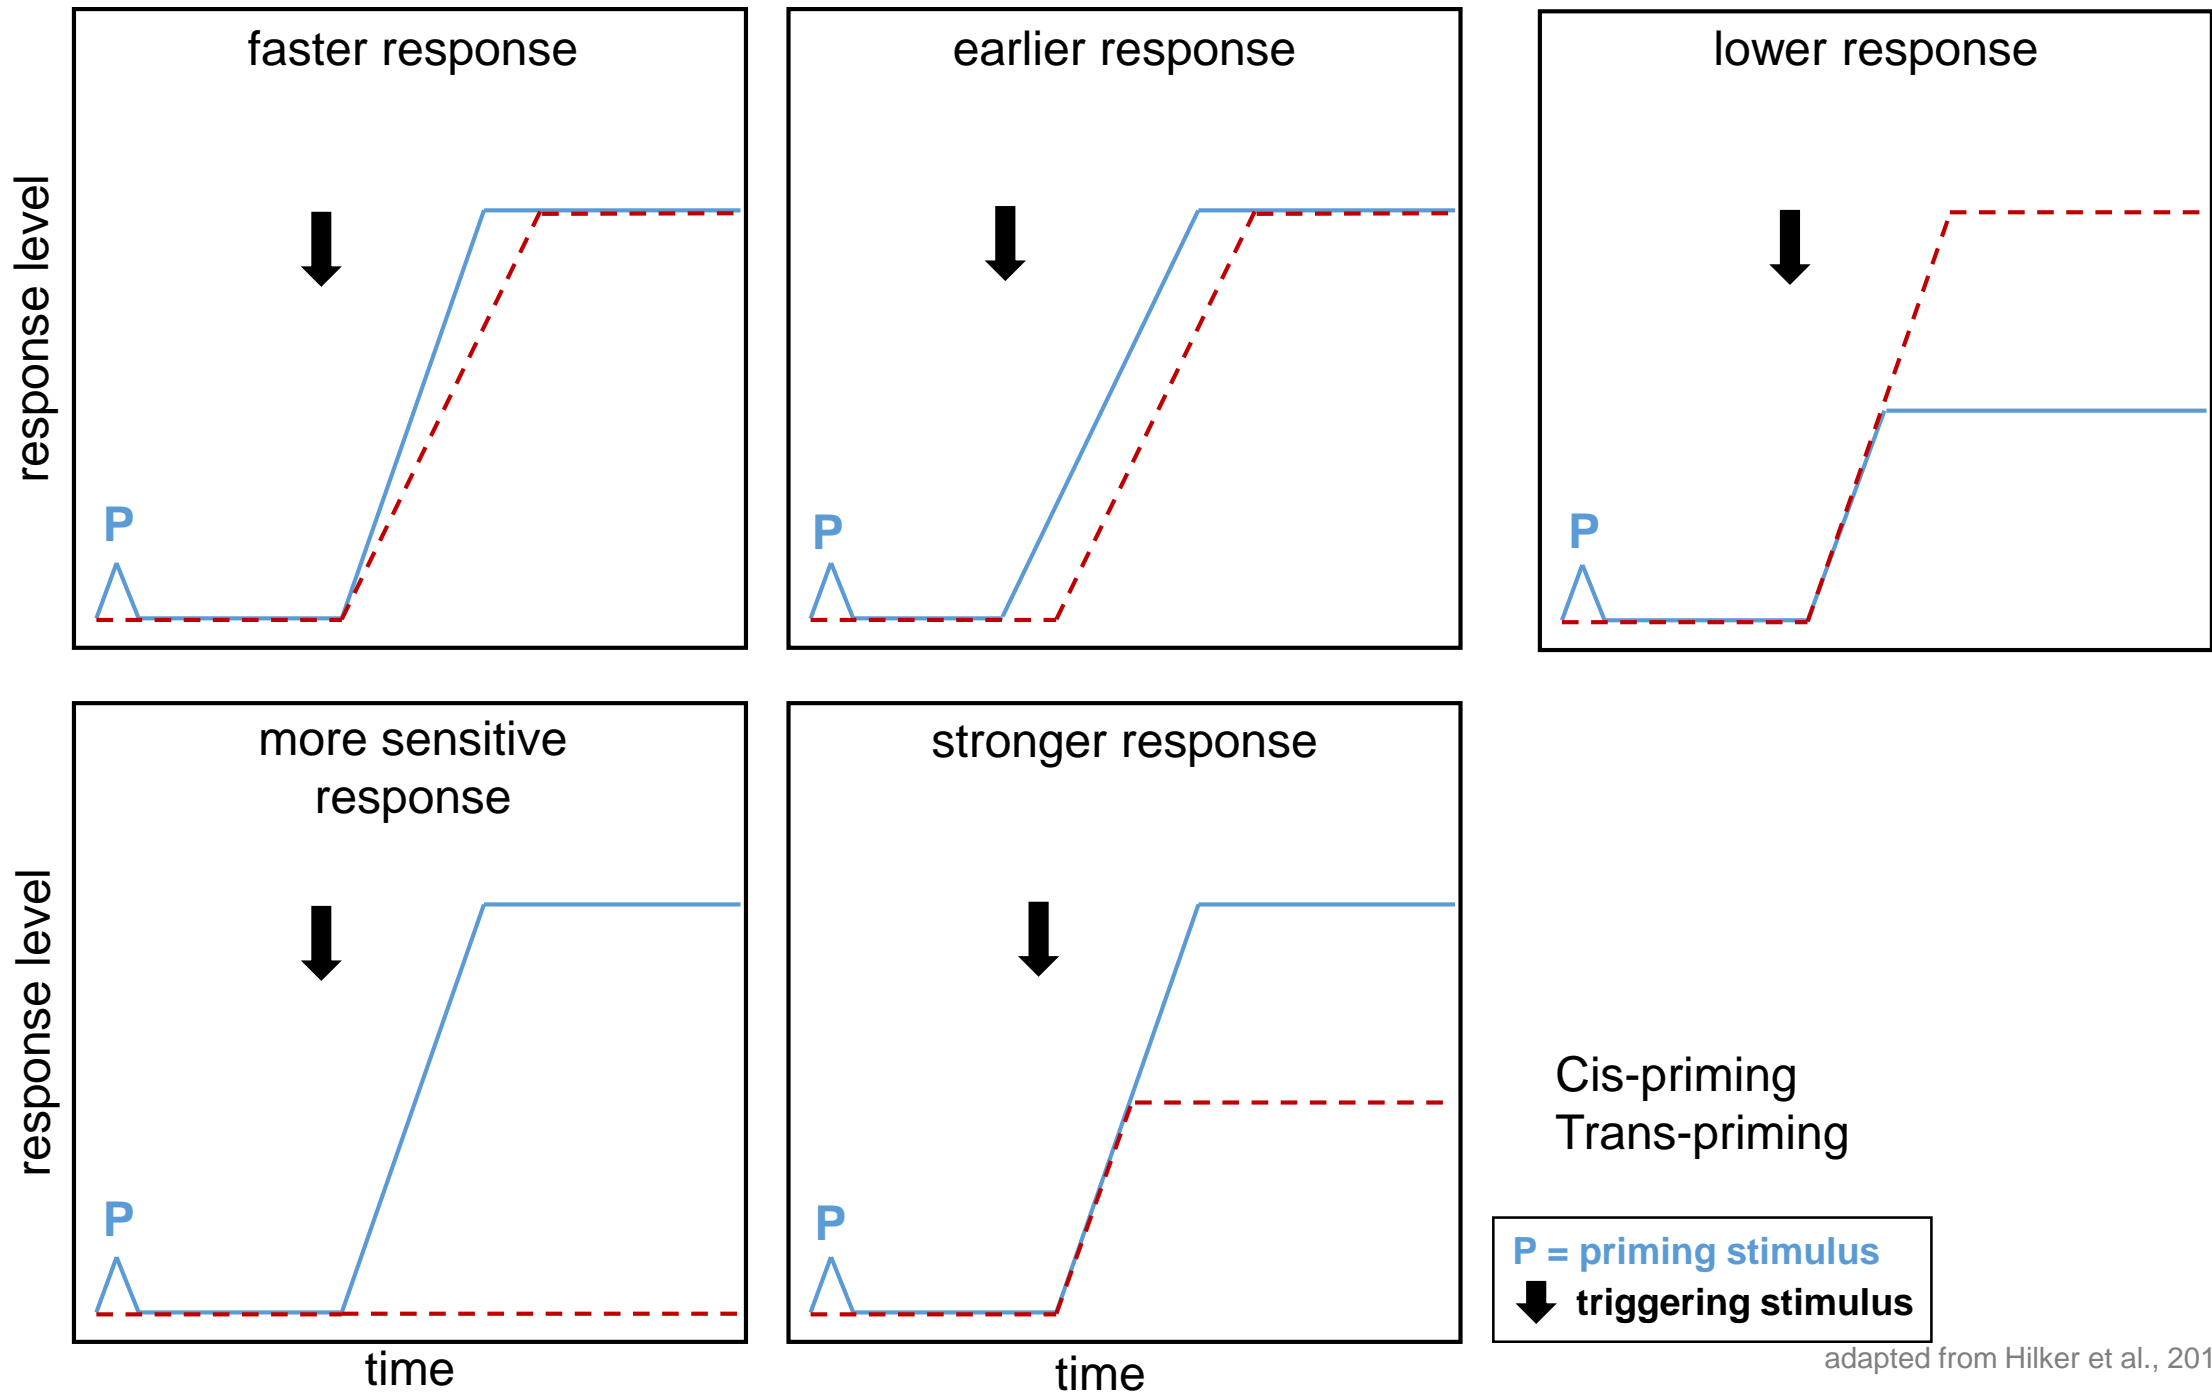 faster response
earlier response
lower response
response level
P
P
P
more sensitive
response
stronger response
response level
P
P
time
time
Cis-priming
Trans-priming
P = priming stimulus
triggering stimulus
adapted from Hilker et al., 201